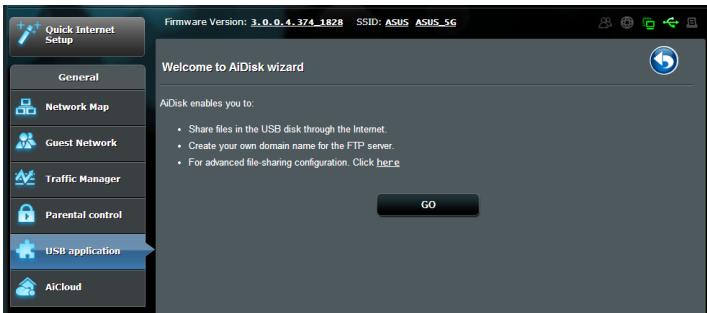 Quick Internet
Setup
Firmware Version: 3.0.0.4.374_1828 SSID: ASUS ASUS_5G
General
Network Map
Guest Network
Traffic Manager
Parental control
USB application
AiCloud
Welcome to AiDisk wizard
AiDisk enables you to:
• Share files in the USB disk through the Internet.
• Create your own domain name for the FTP server.
• For advanced file-sharing configuration. Click here
GO